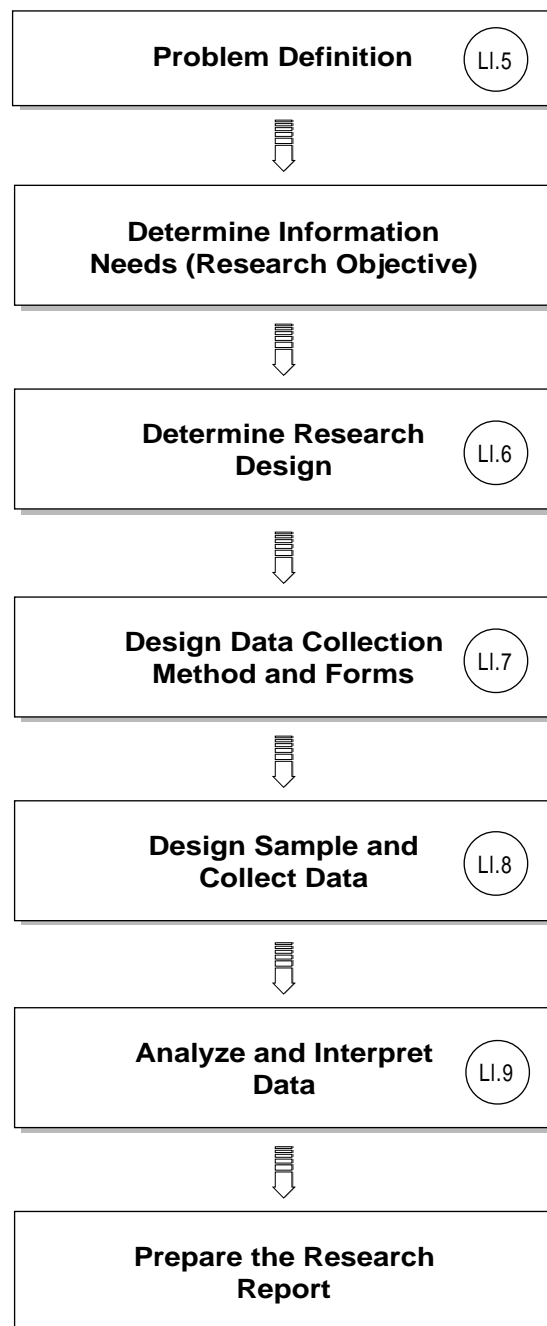 Problem Definition
LI.5
Determine Information
Needs (Research Objective)
Determine Research
Design
LI.6
Design Data Collection
Method and Forms
LI.7
Design Sample and
Collect Data
LI.8
Analyze and Interpret
Data
LI.9
Prepare the Research
Report